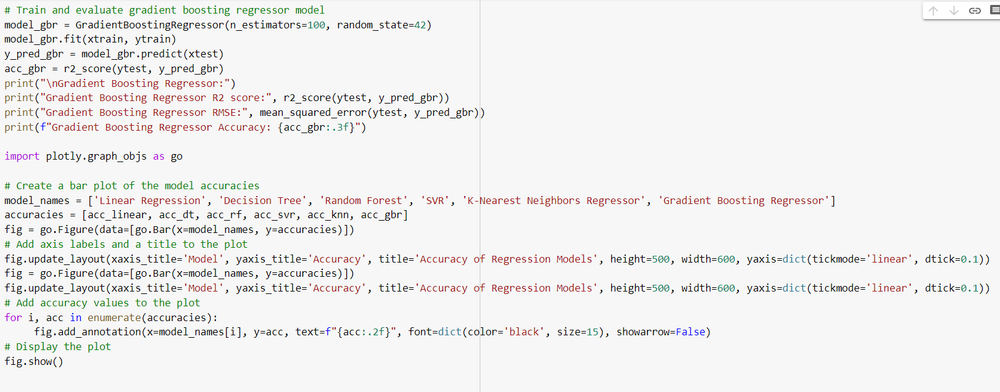 # Train and evaluate gradient boosting regressor model
model_gbr = GradientBoostingRegressor(n_estimators=100, random_state=42)
model_gbr.fit(xtrain, ytrain)
y_pred_gbr = model_gbr.predict(xtest)
acc_gbr = r2_score(ytest, y_pred_gbr)
print("\nGradient Boosting Regressor:")
print("Gradient Boosting Regressor R2 score:", r2_score(ytest, y_pred_gbr))
print("Gradient Boosting Regressor RMSE:", mean_squared_error(ytest, y_pred_gbr))
print(f"Gradient Boosting Regressor Accuracy: {acc_gbr:.3f}")

import plotly.graph_objs as go

# Create a bar plot of the model accuracies
model_names = ['Linear Regression', 'Decision Tree', 'Random Forest', 'SVR', 'K-Nearest Neighbors Regressor', 'Gradient Boosting Regressor']
accuracies = [acc_linear, acc_dt, acc_rf, acc_svr, acc_knn, acc_gbr]
fig = go.Figure(data=[go.Bar(x=model_names, y=accuracies)])
# Add axis labels and a title to the plot
fig.update_layout(xaxis_title='Model', yaxis_title='Accuracy', title='Accuracy of Regression Models', height=500, width=600, yaxis=dict(tickmode='linear', dtick=0.1))
fig = go.Figure(data=[go.Bar(x=model_names, y=accuracies)])
fig.update_layout(xaxis_title='Model', yaxis_title='Accuracy', title='Accuracy of Regression Models', height=500, width=600, yaxis=dict(tickmode='linear', dtick=0.1))
# Add accuracy values to the plot
for i, acc in enumerate(accuracies):
     fig.add_annotation(x=model_names[i], y=acc, text=f"{acc:.2f}", font=dict(color='black', size=15), showarrow=False)
# Display the plot
fig.show()